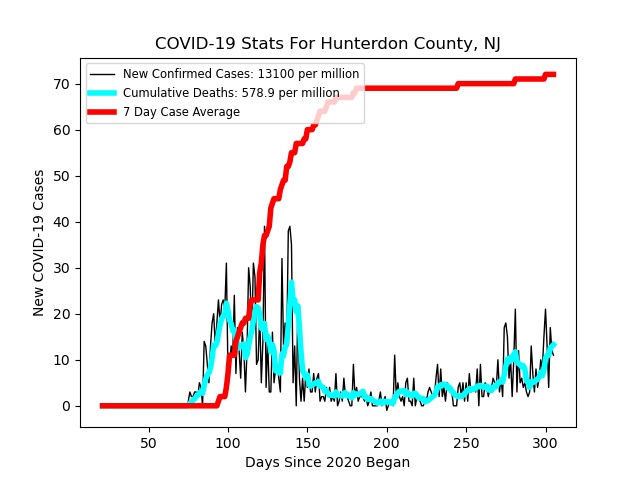 COVID-19 Stats For Hunterdon County, NJ
New Confirmed Cases: 13100 per million
Cumulative Deaths: 578.9 per million
7 Day Case Average
70
60
50
40
30
20
10
0
New COVID-19 Cases
50 100 150 200 250 300
Days Since 2020 Began